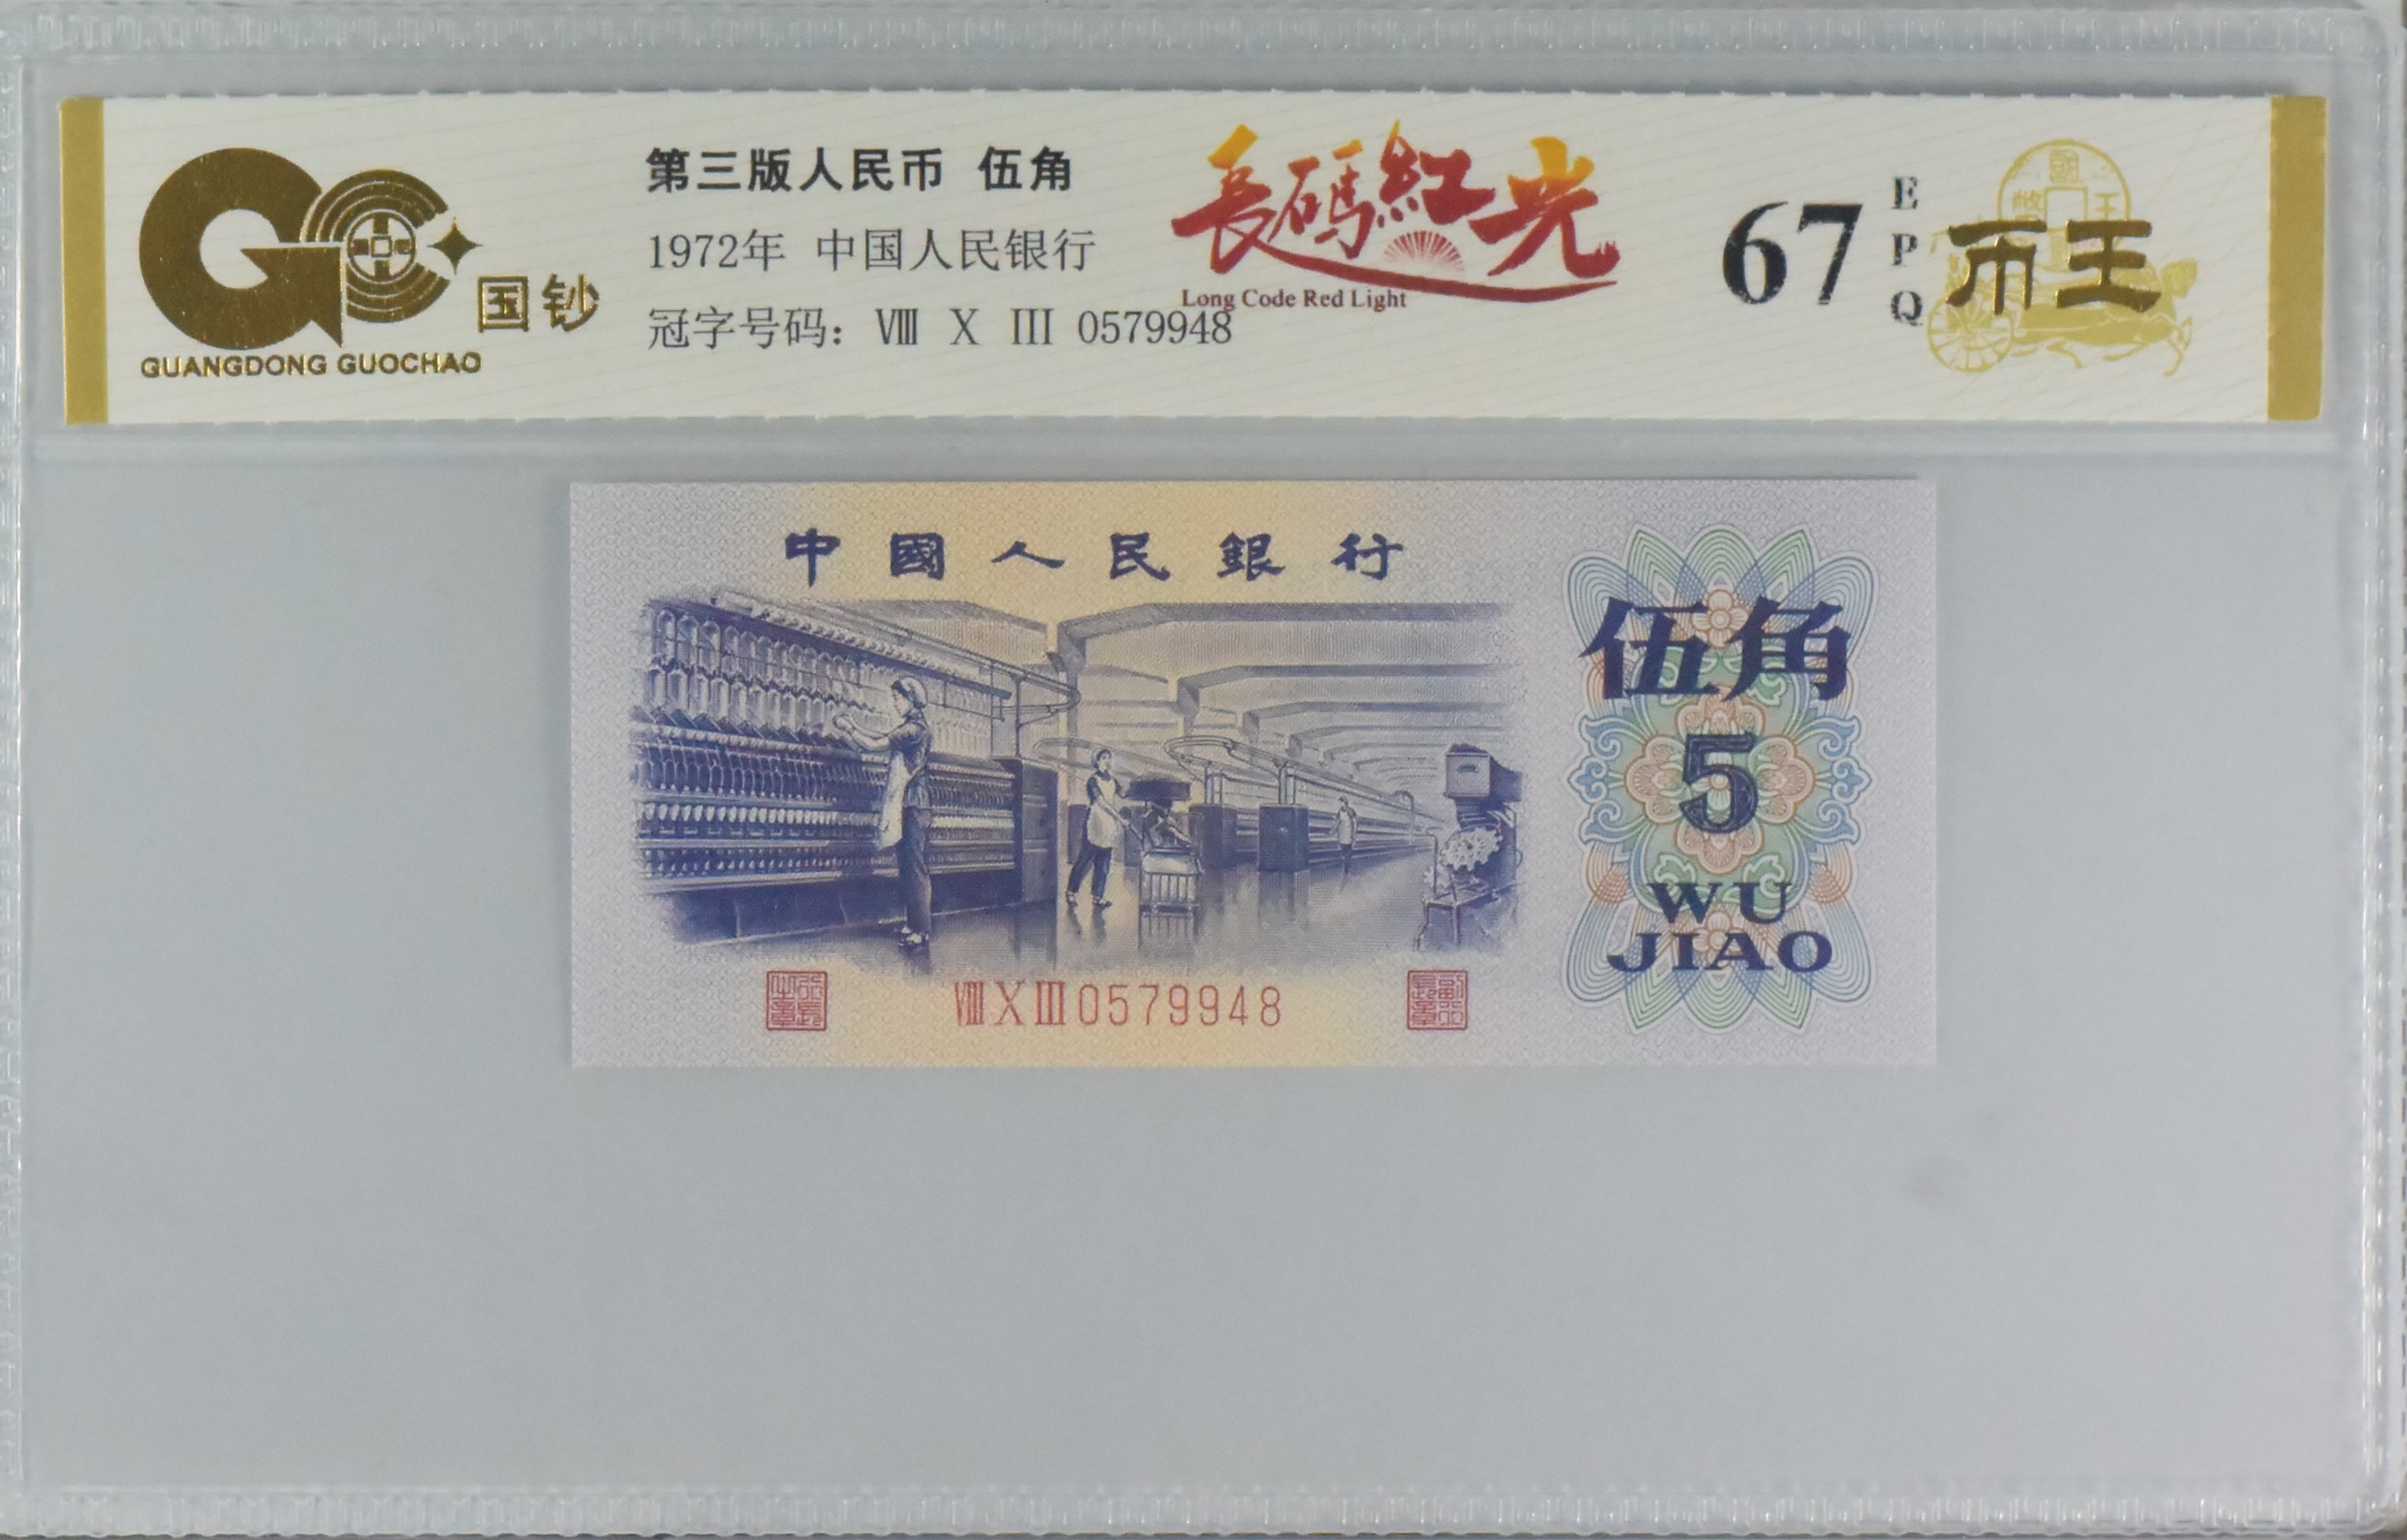 国钞
GUANGDONG GUOCHAO
第三版人民币 伍角
1972年 中国人民银行
冠字号码：Ⅷ Ⅹ Ⅲ 0579948
長碼紅光
Long Code Red Light
67
EPQ
币王
中國人民銀行
伍角
5
WU
JIAO
ⅧⅩⅢ0579948